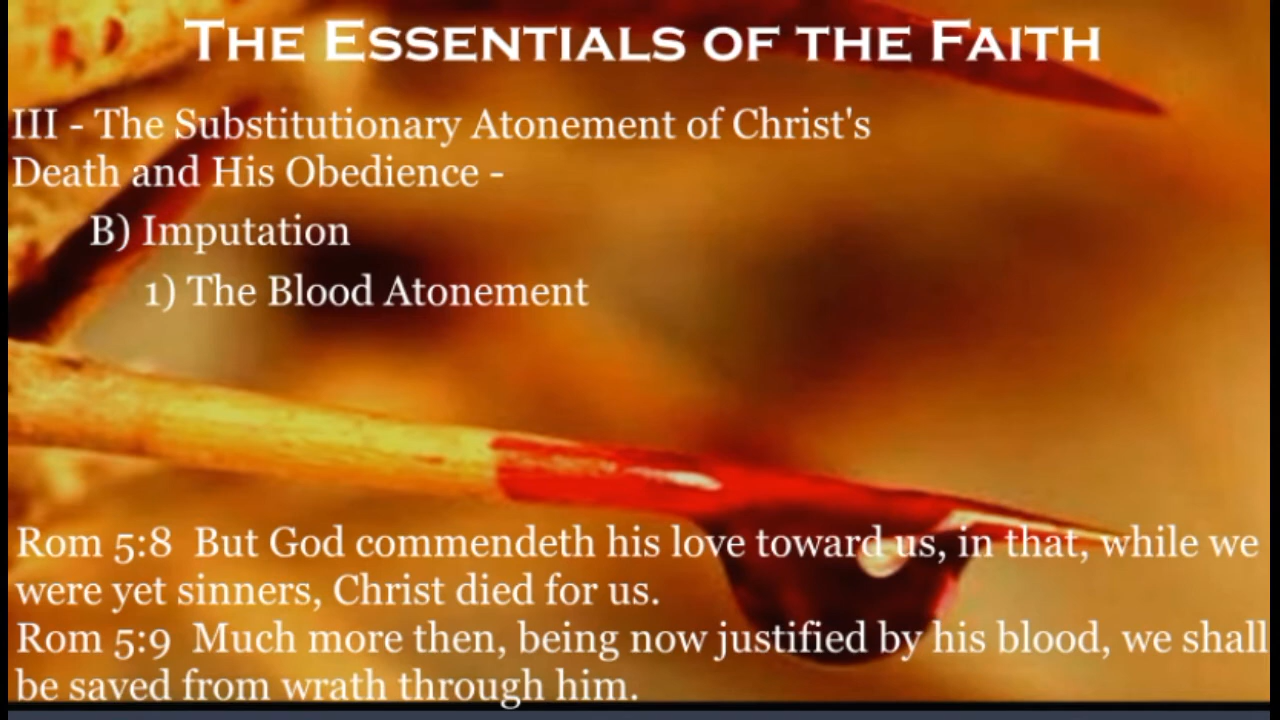 The Essentials of the Faith
III - The Substitutionary Atonement of Christ's
Death and His Obedience -
B) Imputation
1) The Blood Atonement
Rom 5:8  But God commendeth his love toward us, in that, while we
were yet sinners, Christ died for us.
Rom 5:9  Much more then, being now justified by his blood, we shall
be saved from wrath through him.